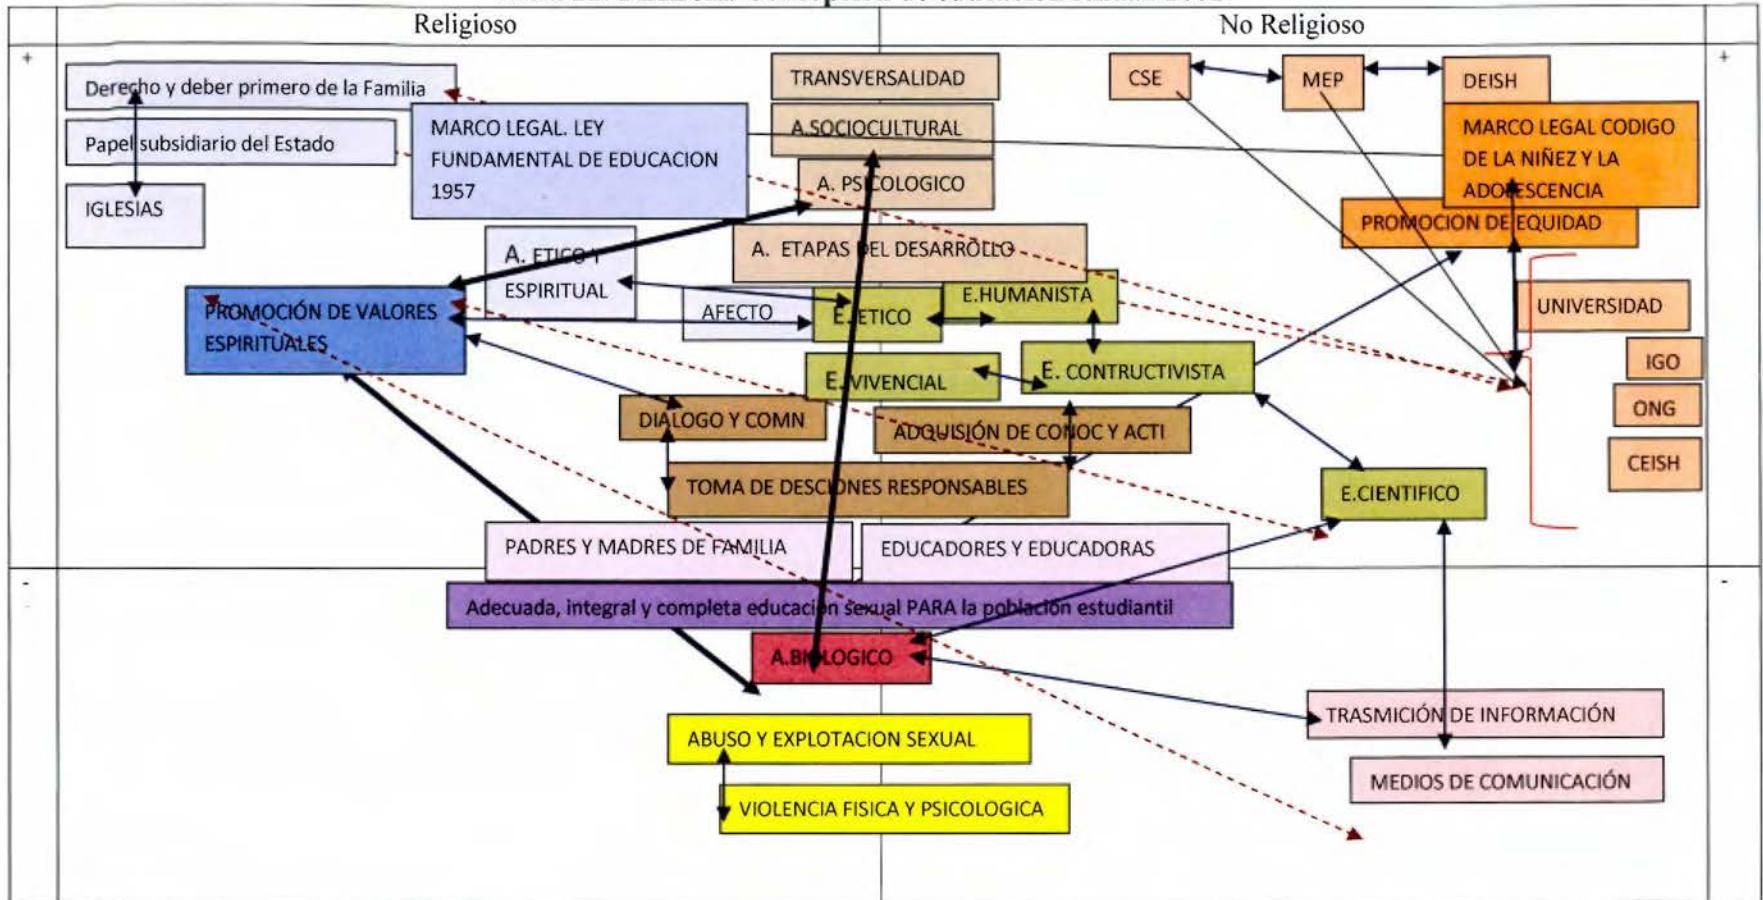 Religioso
No Religioso
+
+
Derecho y deber primero de la Familia
TRANSVERSALIDAD
CSE
MEP
DEISH
Papel subsidiario del Estado
MARCO LEGAL. LEY
FUNDAMENTAL DE EDUCACION
1957
A.SOCIOCULTURAL
MARCO LEGAL CODIGO
DE LA NIÑEZ Y LA
ADOLESCENCIA
IGLESIAS
A. PSICOLOGICO
PROMOCION DE EQUIDAD
A. ETICO Y
ESPIRITUAL
A. ETAPAS DEL DESARROLLO
PROMOCIÓN DE VALORES
ESPIRITUALES
AFECTO
E. ETICO
E.HUMANISTA
UNIVERSIDAD
E. VIVENCIAL
E. CONTRUCTIVISTA
IGO
DIALOGO Y COMN
ADQUISIÓN DE CONOC Y ACTI
ONG
CEISH
TOMA DE DESCIONES RESPONSABLES
E.CIENTIFICO
PADRES Y MADRES DE FAMILIA
EDUCADORES Y EDUCADORAS
-
-
Adecuada, integral y completa educación sexual PARA la población estudiantil
A.BIOLOGICO
TRASMICIÓN DE INFORMACIÓN
ABUSO Y EXPLOTACION SEXUAL
MEDIOS DE COMUNICACIÓN
VIOLENCIA FISICA Y PSICOLOGICA